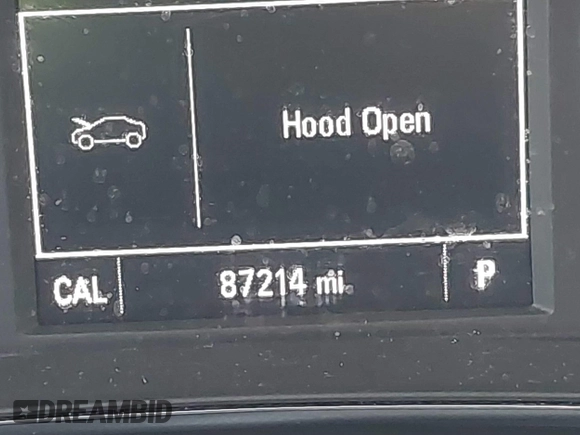 Hood Open
CAL 87214 mi P
DREAMBID